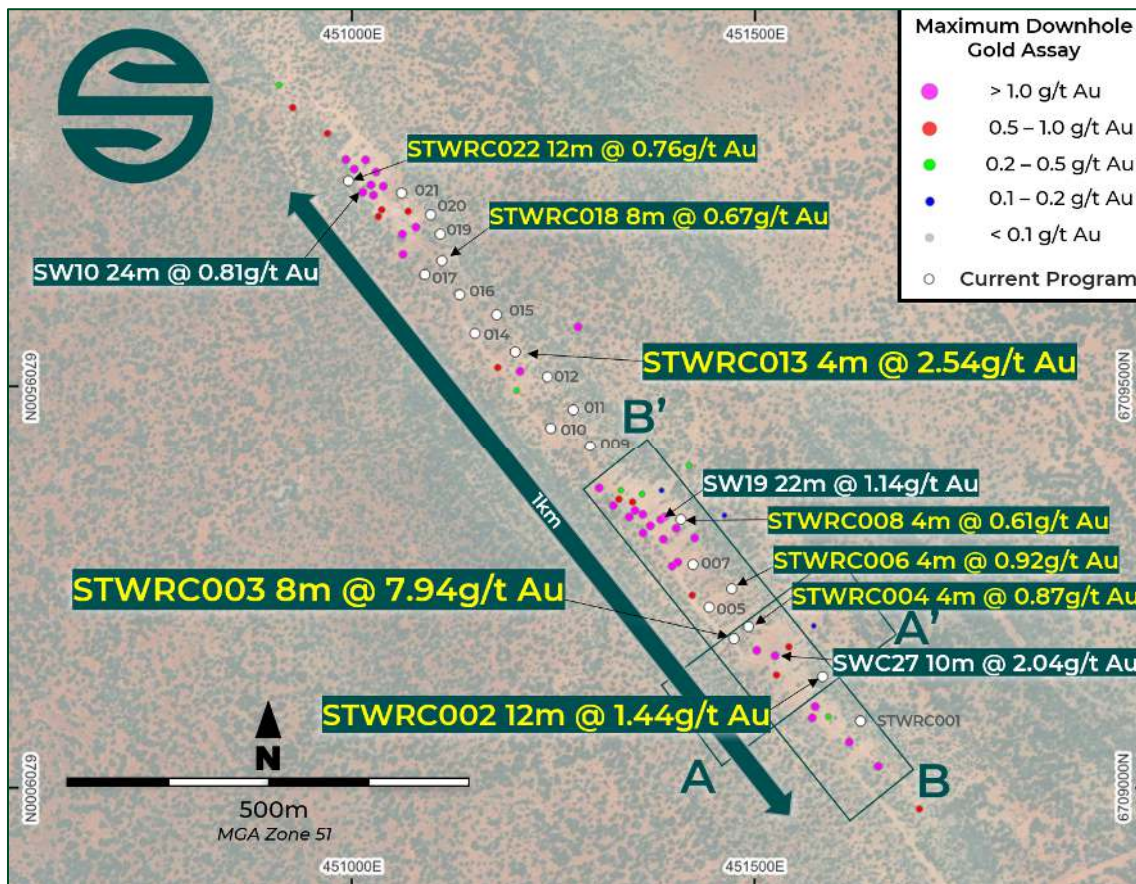 451000E
451500E
Maximum Downhole
Gold Assay
> 1.0 g/t Au
0.5 – 1.0 g/t Au
0.2 – 0.5 g/t Au
0.1 – 0.2 g/t Au
< 0.1 g/t Au
Current Program
STWRC022 12m @ 0.76g/t Au
021
020
STWRC018 8m @ 0.67g/t Au
019
SW10 24m @ 0.81g/t Au
017
016
015
014
STWRC013 4m @ 2.54g/t Au
012
6709500N
6709500N
011
010
009
B'
SW19 22m @ 1.14g/t Au
1km
STWRC008 4m @ 0.61g/t Au
007
STWRC006 4m @ 0.92g/t Au
STWRC003 8m @ 7.94g/t Au
005
STWRC004 4m @ 0.87g/t Au
A'
SWC27 10m @ 2.04g/t Au
STWRC002 12m @ 1.44g/t Au
STWRC001
N
A
B
6709000N
6709000N
500m
MGA Zone 51
451000E
451500E